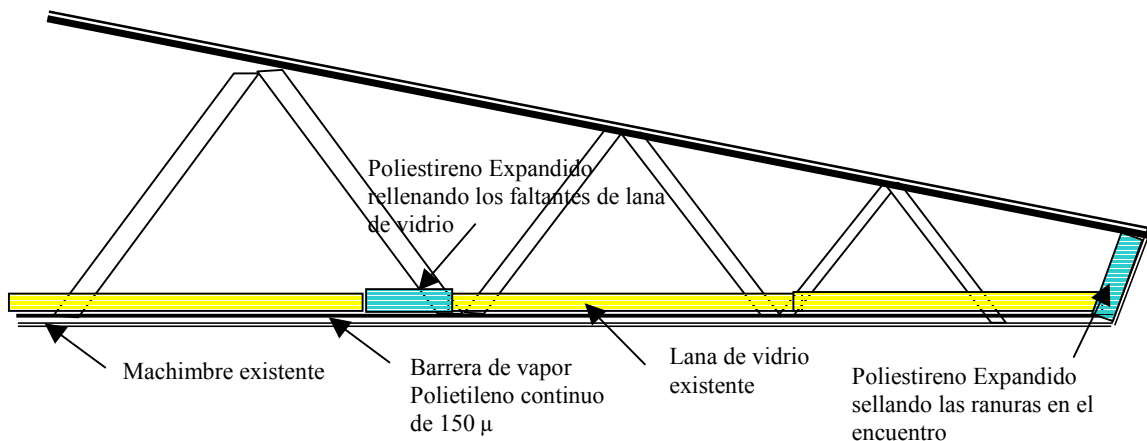 Poliestireno Expandido
rellenando los faltantes de lana
de vidrio
Machimbre existente
Barrera de vapor
Polietileno continuo
de 150 µ
Lana de vidrio
existente
Poliestireno Expandido
sellando las ranuras en el
encuentro